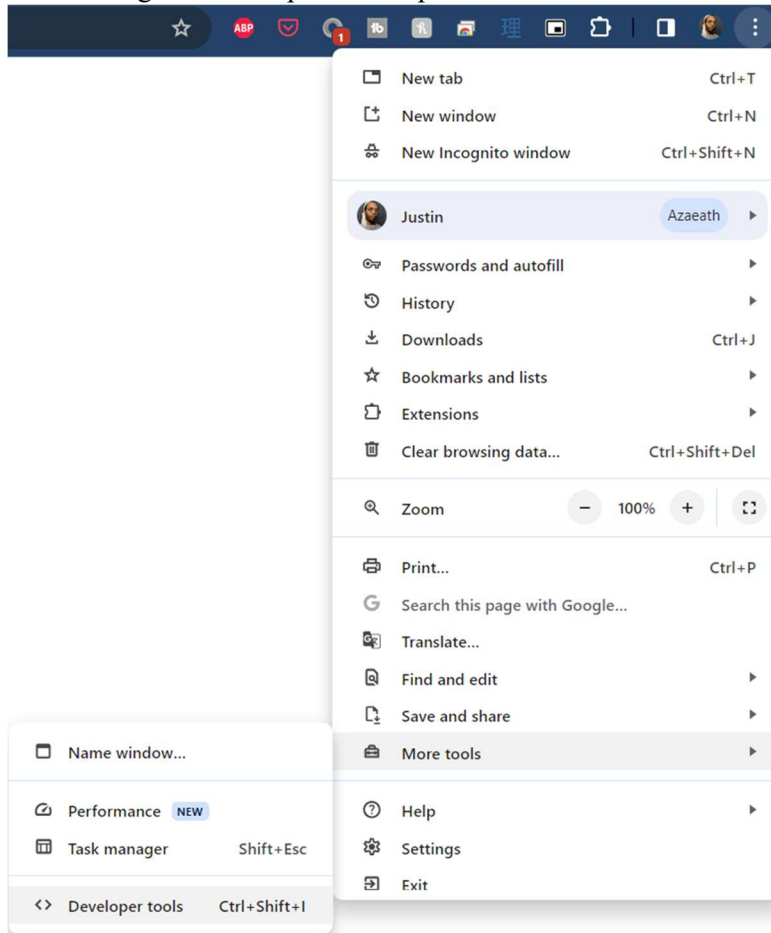 ABP
1
16
理
New tab Ctrl+T
New window Ctrl+N
New Incognito window Ctrl+Shift+N
Justin Azaeath
Passwords and autofill
History
Downloads Ctrl+J
Bookmarks and lists
Extensions
Clear browsing data... Ctrl+Shift+Del
Zoom − 100% +
Print... Ctrl+P
G Search this page with Google...
Translate...
Find and edit
Save and share
More tools
Help
Settings
Exit
Name window...
Performance NEW
Task manager Shift+Esc
Developer tools Ctrl+Shift+I